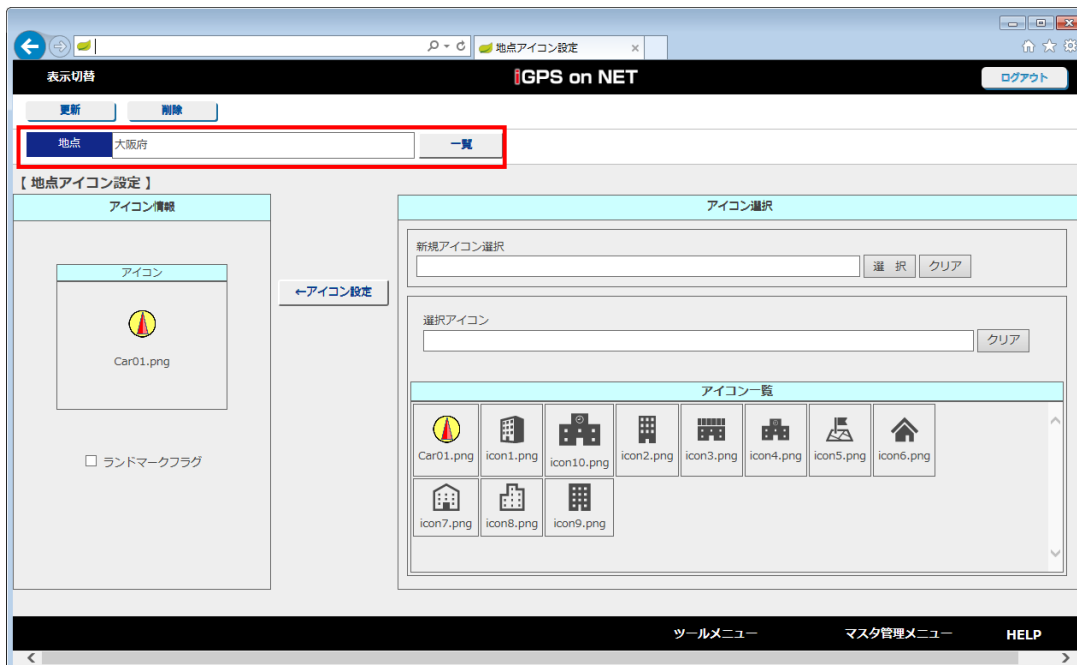 地点アイコン設定
表示切替
iGPS on NET
ログアウト
更新
削除
地点
大阪府
一覧
【 地点アイコン設定 】
アイコン情報
アイコン
Car01.png
ランドマークフラグ
←アイコン設定
アイコン選択
新規アイコン選択
選 択
クリア
選択アイコン
クリア
アイコン一覧
Car01.png
icon1.png
icon10.png
icon2.png
icon3.png
icon4.png
icon5.png
icon6.png
icon7.png
icon8.png
icon9.png
ツールメニュー
マスタ管理メニュー
HELP